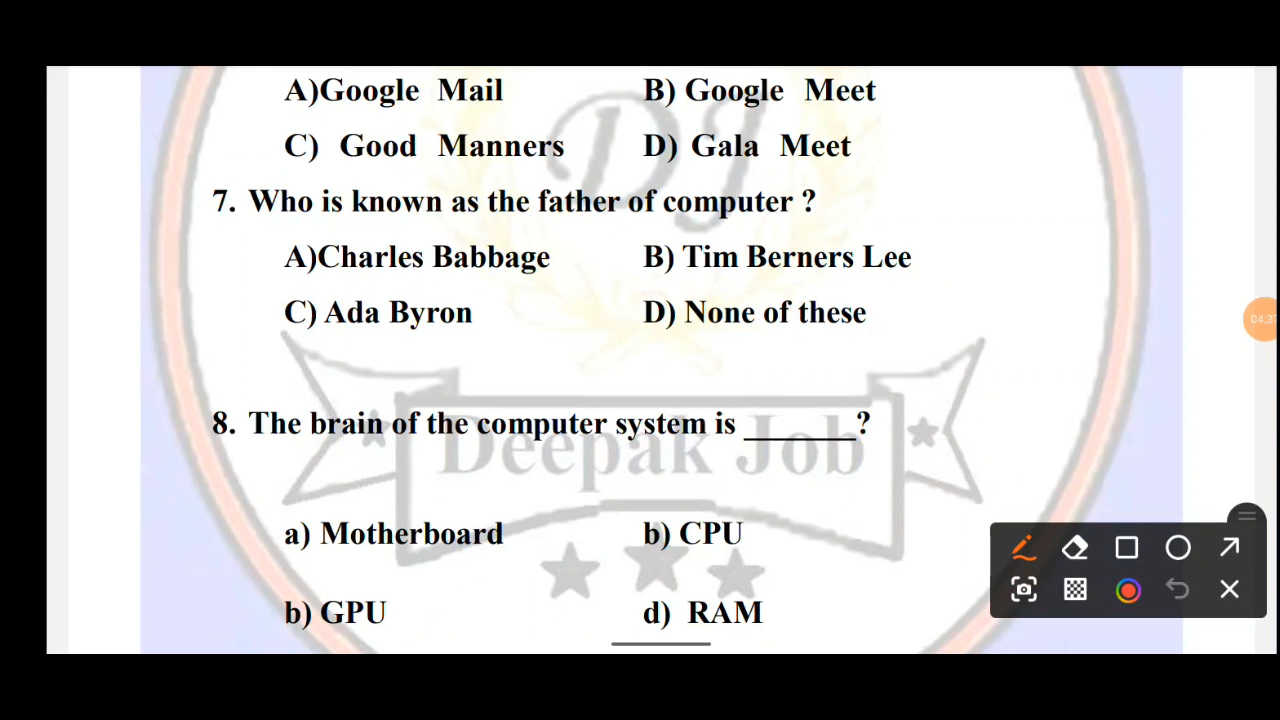 A)Google Mail B) Google Meet
C) Good Manners D) Gala Meet
7. Who is known as the father of computer ?
A)Charles Babbage B) Tim Berners Lee
C) Ada Byron D) None of these
8. The brain of the computer system is _______?
Deepak Job
a) Motherboard b) CPU
b) GPU d) RAM
DJ